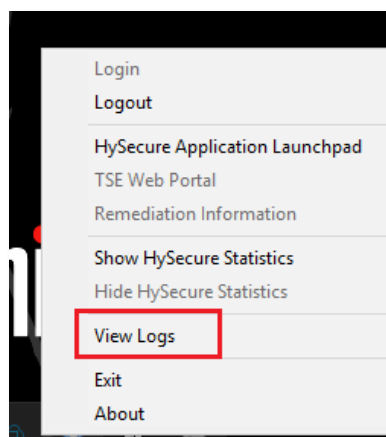 Login
Logout
HySecure Application Launchpad
TSE Web Portal
Remediation Information
Show HySecure Statistics
Hide HySecure Statistics
View Logs
Exit
About